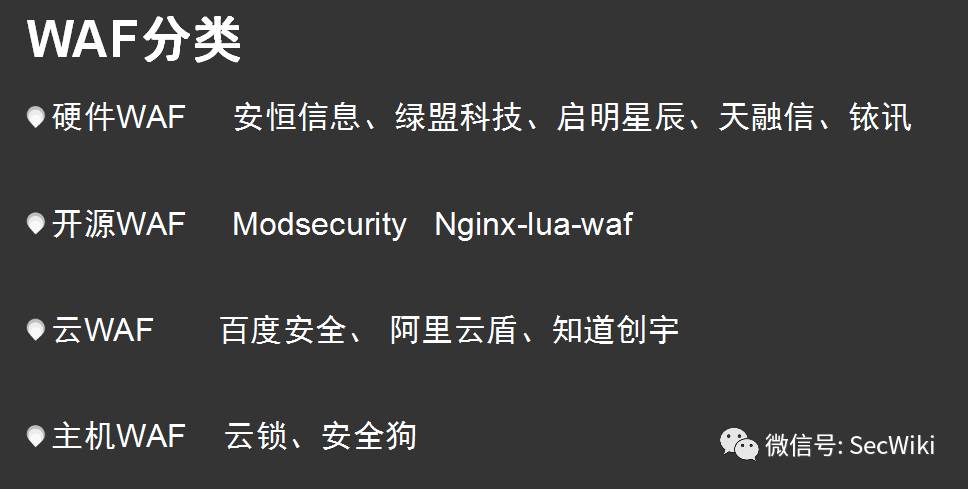 WAF分类
硬件WAF 安恒信息、绿盟科技、启明星辰、天融信、铱讯
开源WAF Modsecurity Nginx-lua-waf
云WAF 百度安全、 阿里云盾、知道创宇
主机WAF 云锁、安全狗
微信号: SecWiki